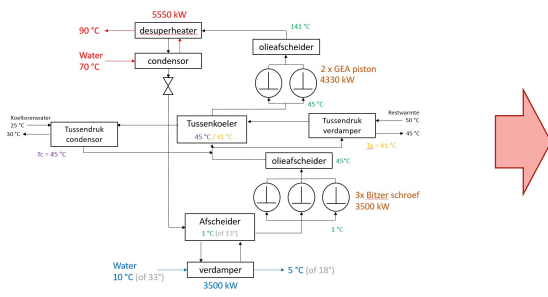 5550 kW
90 °C
desuperheater
141 °C
olieafscheider
Water
70 °C
condensor
2 x GEA piston
4330 kW
45 °C
Koeltorenwater
25 °C
30 °C
Tussendruk
condensor
Tc = 45 °C
Tussenkoeler
45 °C / 41 °C
Tussendruk
verdamper
Restwarmte
50 °C
45 °C
To = 41 °C
olieafscheider
45°C
3x Bitzer schroef
3500 kW
Afscheider
1 °C (of 13°)
1 °C
Water
10 °C (of 33°)
verdamper
5 °C (of 18°)
3500 kW